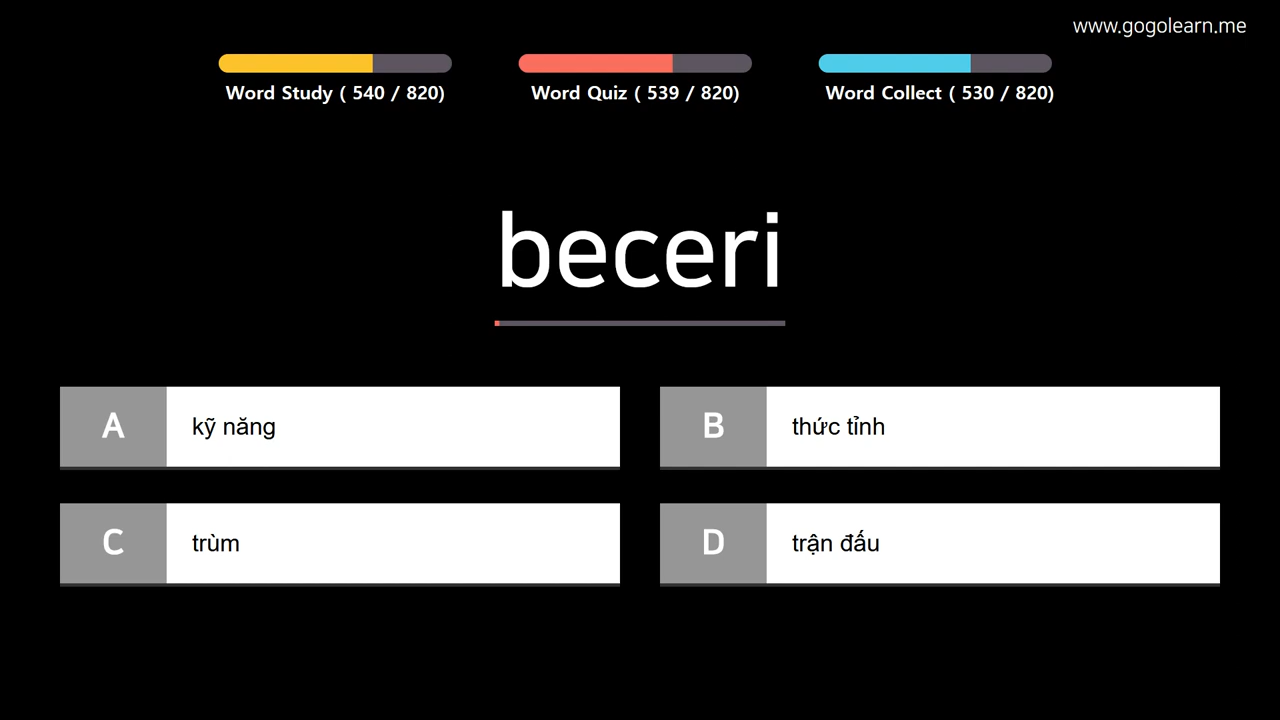 www.gogolearn.me
Word Study ( 540 / 820)
Word Quiz ( 539 / 820)
Word Collect ( 530 / 820)
beceri
A kỹ năng
B thức tỉnh
C trùm
D trận đấu